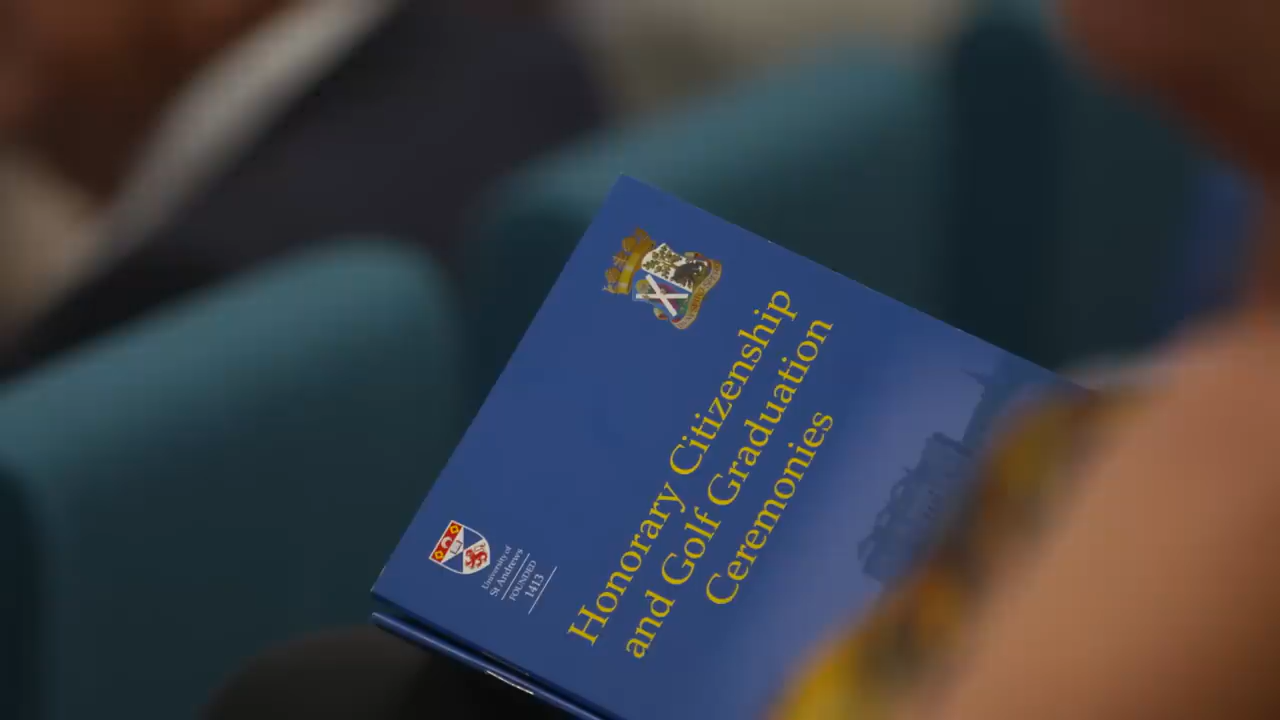 Honorary Citizenship
and Golf Graduation
Ceremonies
University of
St Andrews
FOUNDED
1413